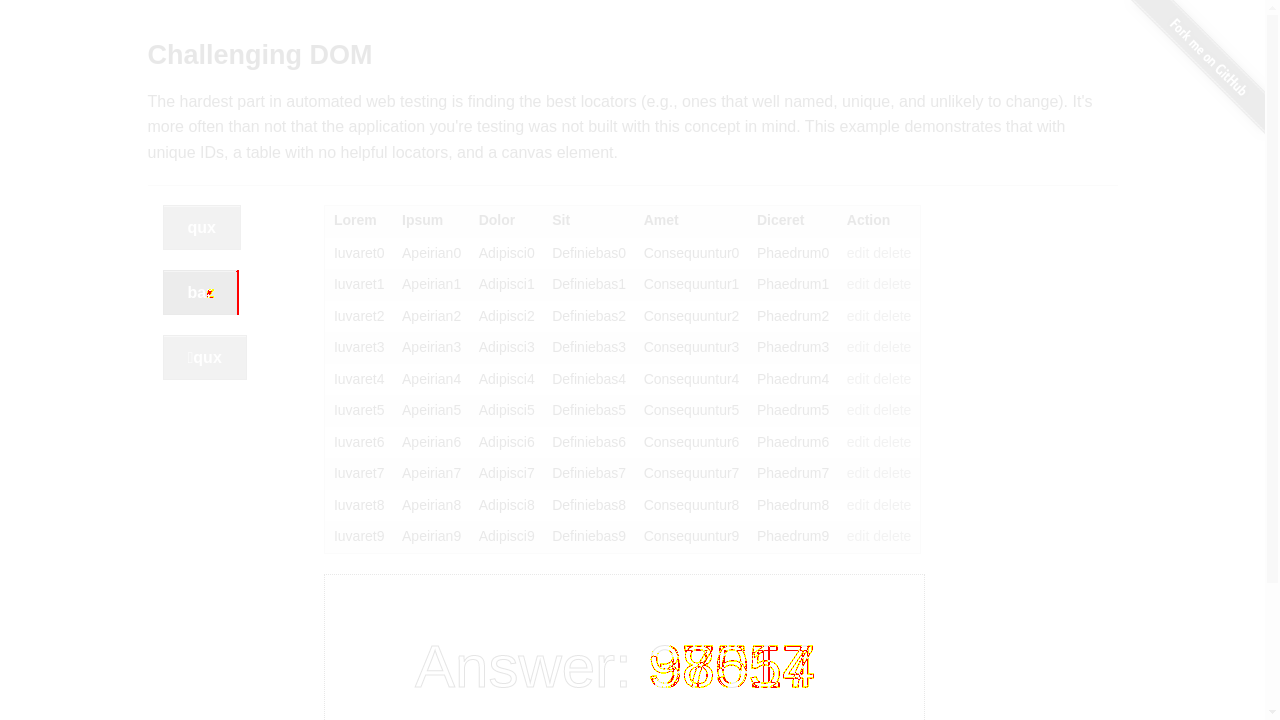 Fork me on GitHub
Challenging DOM
The hardest part in automated web testing is finding the best locators (e.g., ones that well named, unique, and unlikely to change). It's
more often than not that the application you're testing was not built with this concept in mind. This example demonstrates that with
unique IDs, a table with no helpful locators, and a canvas element.
qux
qux
Lorem Ipsum Dolor Sit Amet Diceret Action
Iuvaret0 Apeirian0 Adipisci0 Definiebas0 Consequuntur0 Phaedrum0 edit delete
Iuvaret1 Apeirian1 Adipisci1 Definiebas1 Consequuntur1 Phaedrum1 edit delete
Iuvaret2 Apeirian2 Adipisci2 Definiebas2 Consequuntur2 Phaedrum2 edit delete
Iuvaret3 Apeirian3 Adipisci3 Definiebas3 Consequuntur3 Phaedrum3 edit delete
Iuvaret4 Apeirian4 Adipisci4 Definiebas4 Consequuntur4 Phaedrum4 edit delete
Iuvaret5 Apeirian5 Adipisci5 Definiebas5 Consequuntur5 Phaedrum5 edit delete
Iuvaret6 Apeirian6 Adipisci6 Definiebas6 Consequuntur6 Phaedrum6 edit delete
Iuvaret7 Apeirian7 Adipisci7 Definiebas7 Consequuntur7 Phaedrum7 edit delete
Iuvaret8 Apeirian8 Adipisci8 Definiebas8 Consequuntur8 Phaedrum8 edit delete
Iuvaret9 Apeirian9 Adipisci9 Definiebas9 Consequuntur9 Phaedrum9 edit delete
Answer: